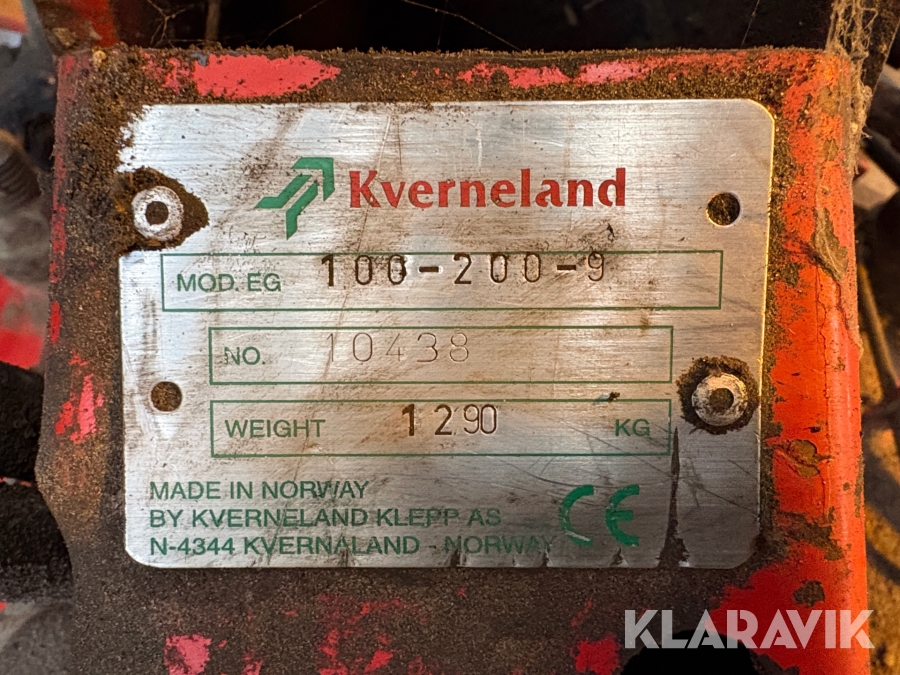 Kverneland
MOD. EG 100-200-9
NO. 10438
WEIGHT 1290 KG
MADE IN NORWAY
BY KVERNELAND KLEPP AS
N-4344 KVERNALAND - NORWAY
CE
KLARAVIK